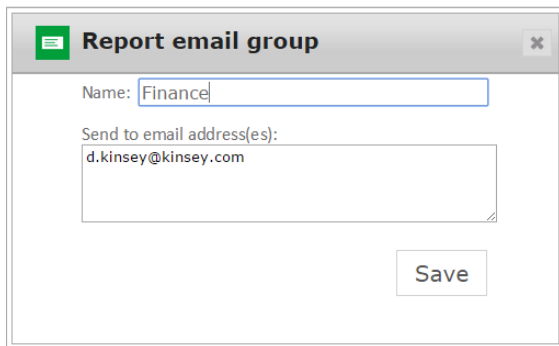 Report email group
Name: Finance
Send to email address(es):
d.kinsey@kinsey.com
Save